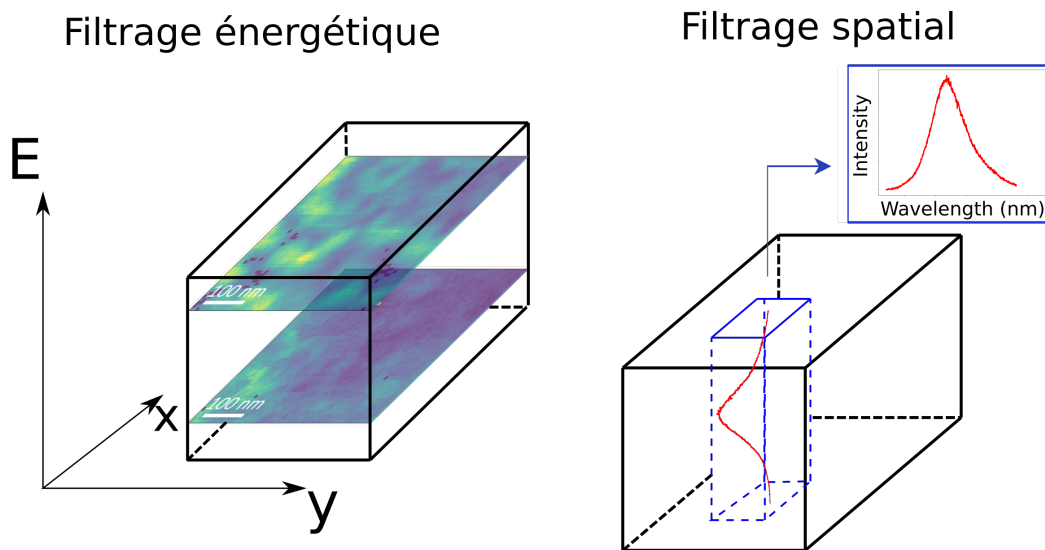 Filtrage énergétique
Filtrage spatial
Intensity
Wavelength (nm)
E
100 nm
100 nm
x
y